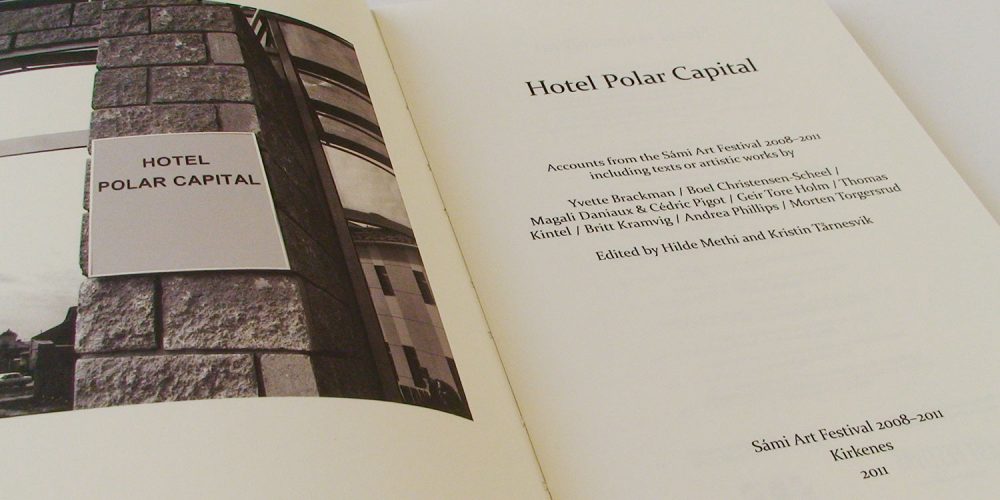 HOTEL
POLAR CAPITAL
Hotel Polar Capital
Accounts from the Sámi Art Festival 2008–2011
including texts or artistic works by
Yvette Brackman / Boel Christensen-Scheel /
Magali Daniaux & Cédric Pigot / Geir Tore Holm / Thomas
Kintel / Britt Kramvig / Andrea Phillips / Morten Torgersrud
Edited by Hilde Methi and Kristin Tårnesvik
Sámi Art Festival 2008–2011
Kirkenes
2011